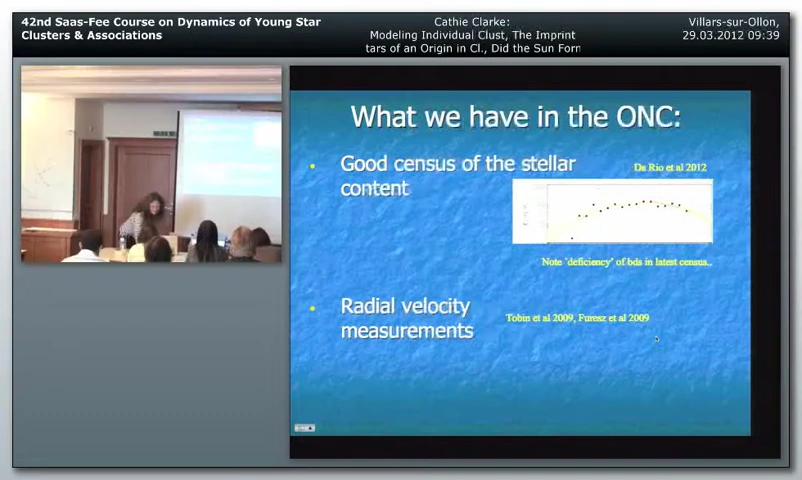 42nd Saas-Fee Course on Dynamics of Young Star
Clusters & Associations
Cathie Clarke:
Modeling Individual Clust, The Imprint
tars of an Origin in Cl., Did the Sun Forn
Villars-sur-Ollon,
29.03.2012 09:39
What we have in the ONC:
Good census of the stellar
content
Da Rio et al 2012
Note `deficiency' of bds in latest census..
Radial velocity
measurements
Tobin et al 2009, Furesz et al 2009